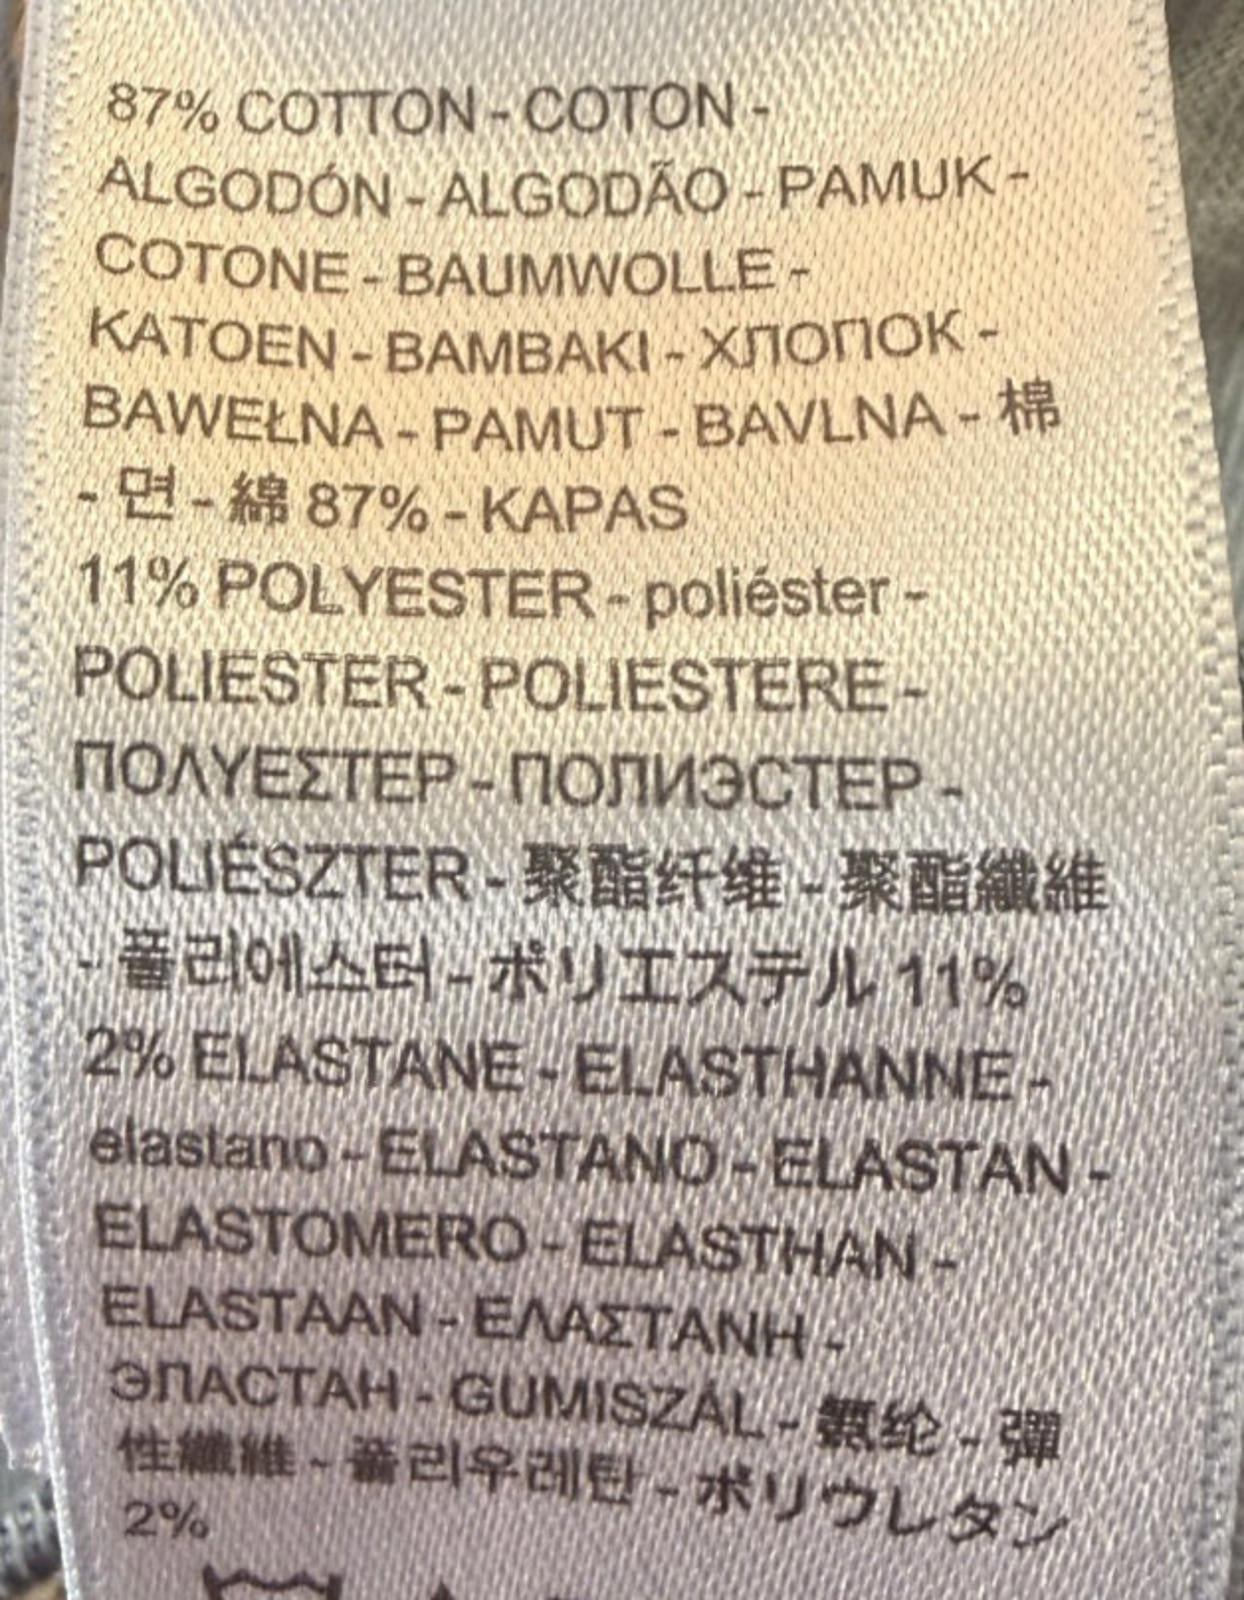 87% COTTON - COTON -
ALGODÓN - ALGODÃO - PAMUK -
COTONE - BAUMWOLLE -
KATOEN - BAMBAKI - ХЛОПОК -
BAWEŁNA - PAMUT - BAVLNA - 棉
- 면 - 綿 87% - KAPAS
11% POLYESTER - poliéster -
POLIESTER - POLIESTERE -
ΠΟΛΥΕΣΤΕΡ - ПОЛИЭСТЕР -
POLIÉSZTER - 聚酯纤维 - 聚酯纖維
- 폴리에스터 - ポリエステル 11%
2% ELASTANE - ELASTHANNE -
elastano - ELASTANO - ELASTAN -
ELASTOMERO - ELASTHAN -
ELASTAAN - ΕΛΑΣΤΑΝΗ -
ЭЛАСТАН - GUMISZÁL - 氨纶 - 彈
性纖維 - 폴리우레탄 - ポリウレタン
2%